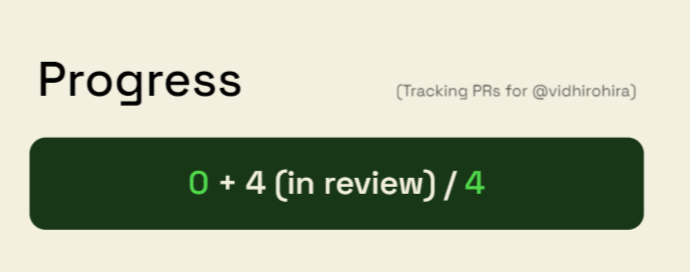 Progress
(Tracking PRs for @vidhirohira)
0 + 4 (in review) / 4